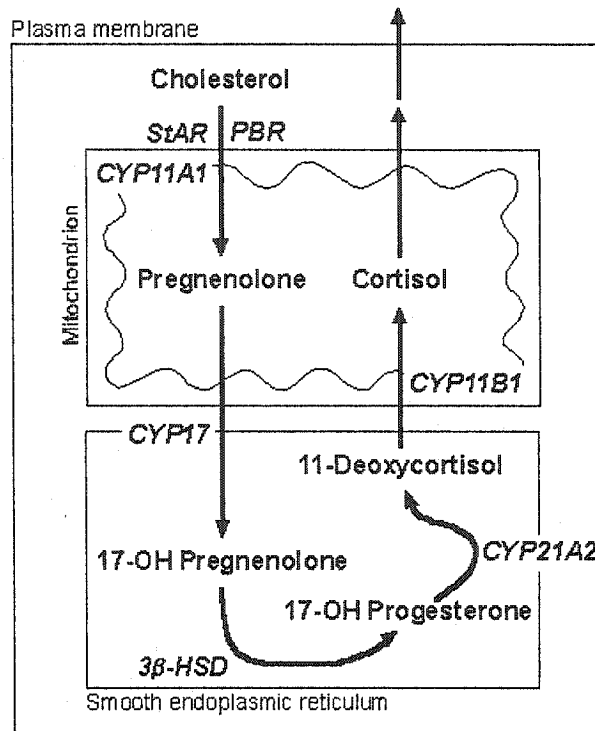 Plasma membrane
Cholesterol
StAR PBR
CYP11A1
Mitochondrion
Pregnenolone Cortisol
CYP11B1
CYP17
11-Deoxycortisol
CYP21A2
17-OH Pregnenolone
17-OH Progesterone
3β-HSD
Smooth endoplasmic reticulum